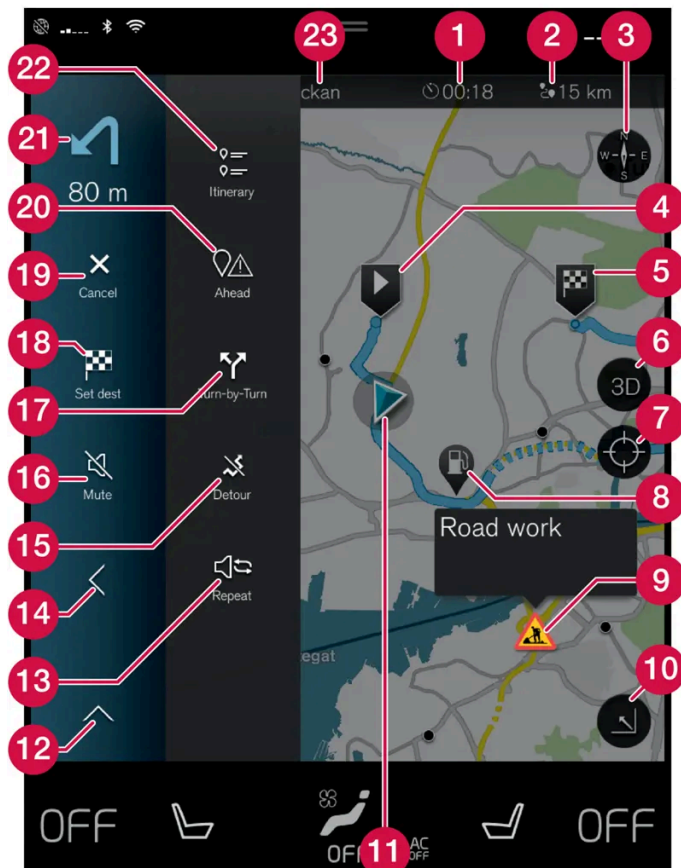 23
1
2
3
ckan
00:18
15 km
N
W
E
S
22
21
80 m
Itinerary
20
4
19
Cancel
Ahead
5
18
Set dest
6
3D
17
Turn-by-Turn
7
16
Mute
Detour
8
15
Road work
14
Repeat
9
13
egat
10
12
OFF
OFF
11
AC
OFF
OFF